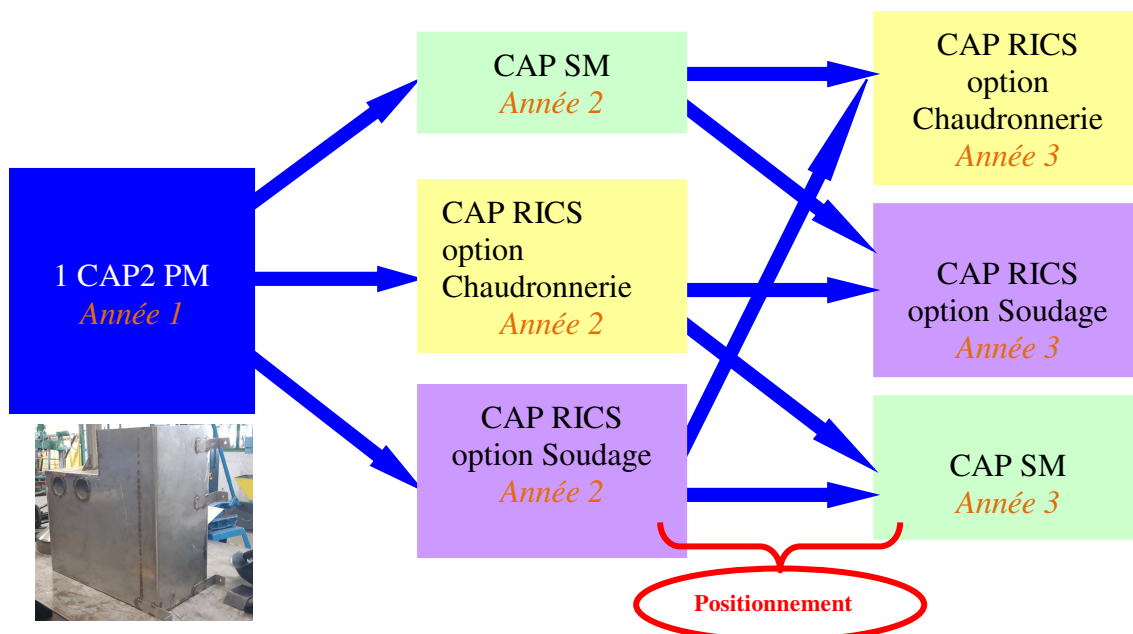 1 CAP2 PM
Année 1
CAP SM
Année 2
CAP RICS
option
Chaudronnerie
Année 2
CAP RICS
option Soudage
Année 2
CAP RICS
option
Chaudronnerie
Année 3
CAP RICS
option Soudage
Année 3
CAP SM
Année 3
Positionnement